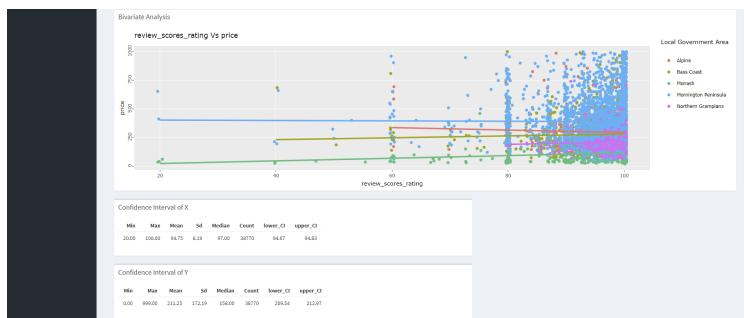 Bivariate Analysis
review_scores_rating Vs price
Local Government Area
Alpine
Bass Coast
Monash
Mornington Peninsula
Northern Grampians
price
1000
750
500
250
0
20 40 60 80 100
review_scores_rating
Confidence Interval of X
Min Max Mean Sd Median Count lower_CI upper_CI
20.00 100.00 94.75 8.19 97.00 38770 94.67 94.83
Confidence Interval of Y
Min Max Mean Sd Median Count lower_CI upper_CI
0.00 999.00 211.25 172.19 158.00 38770 209.54 212.97